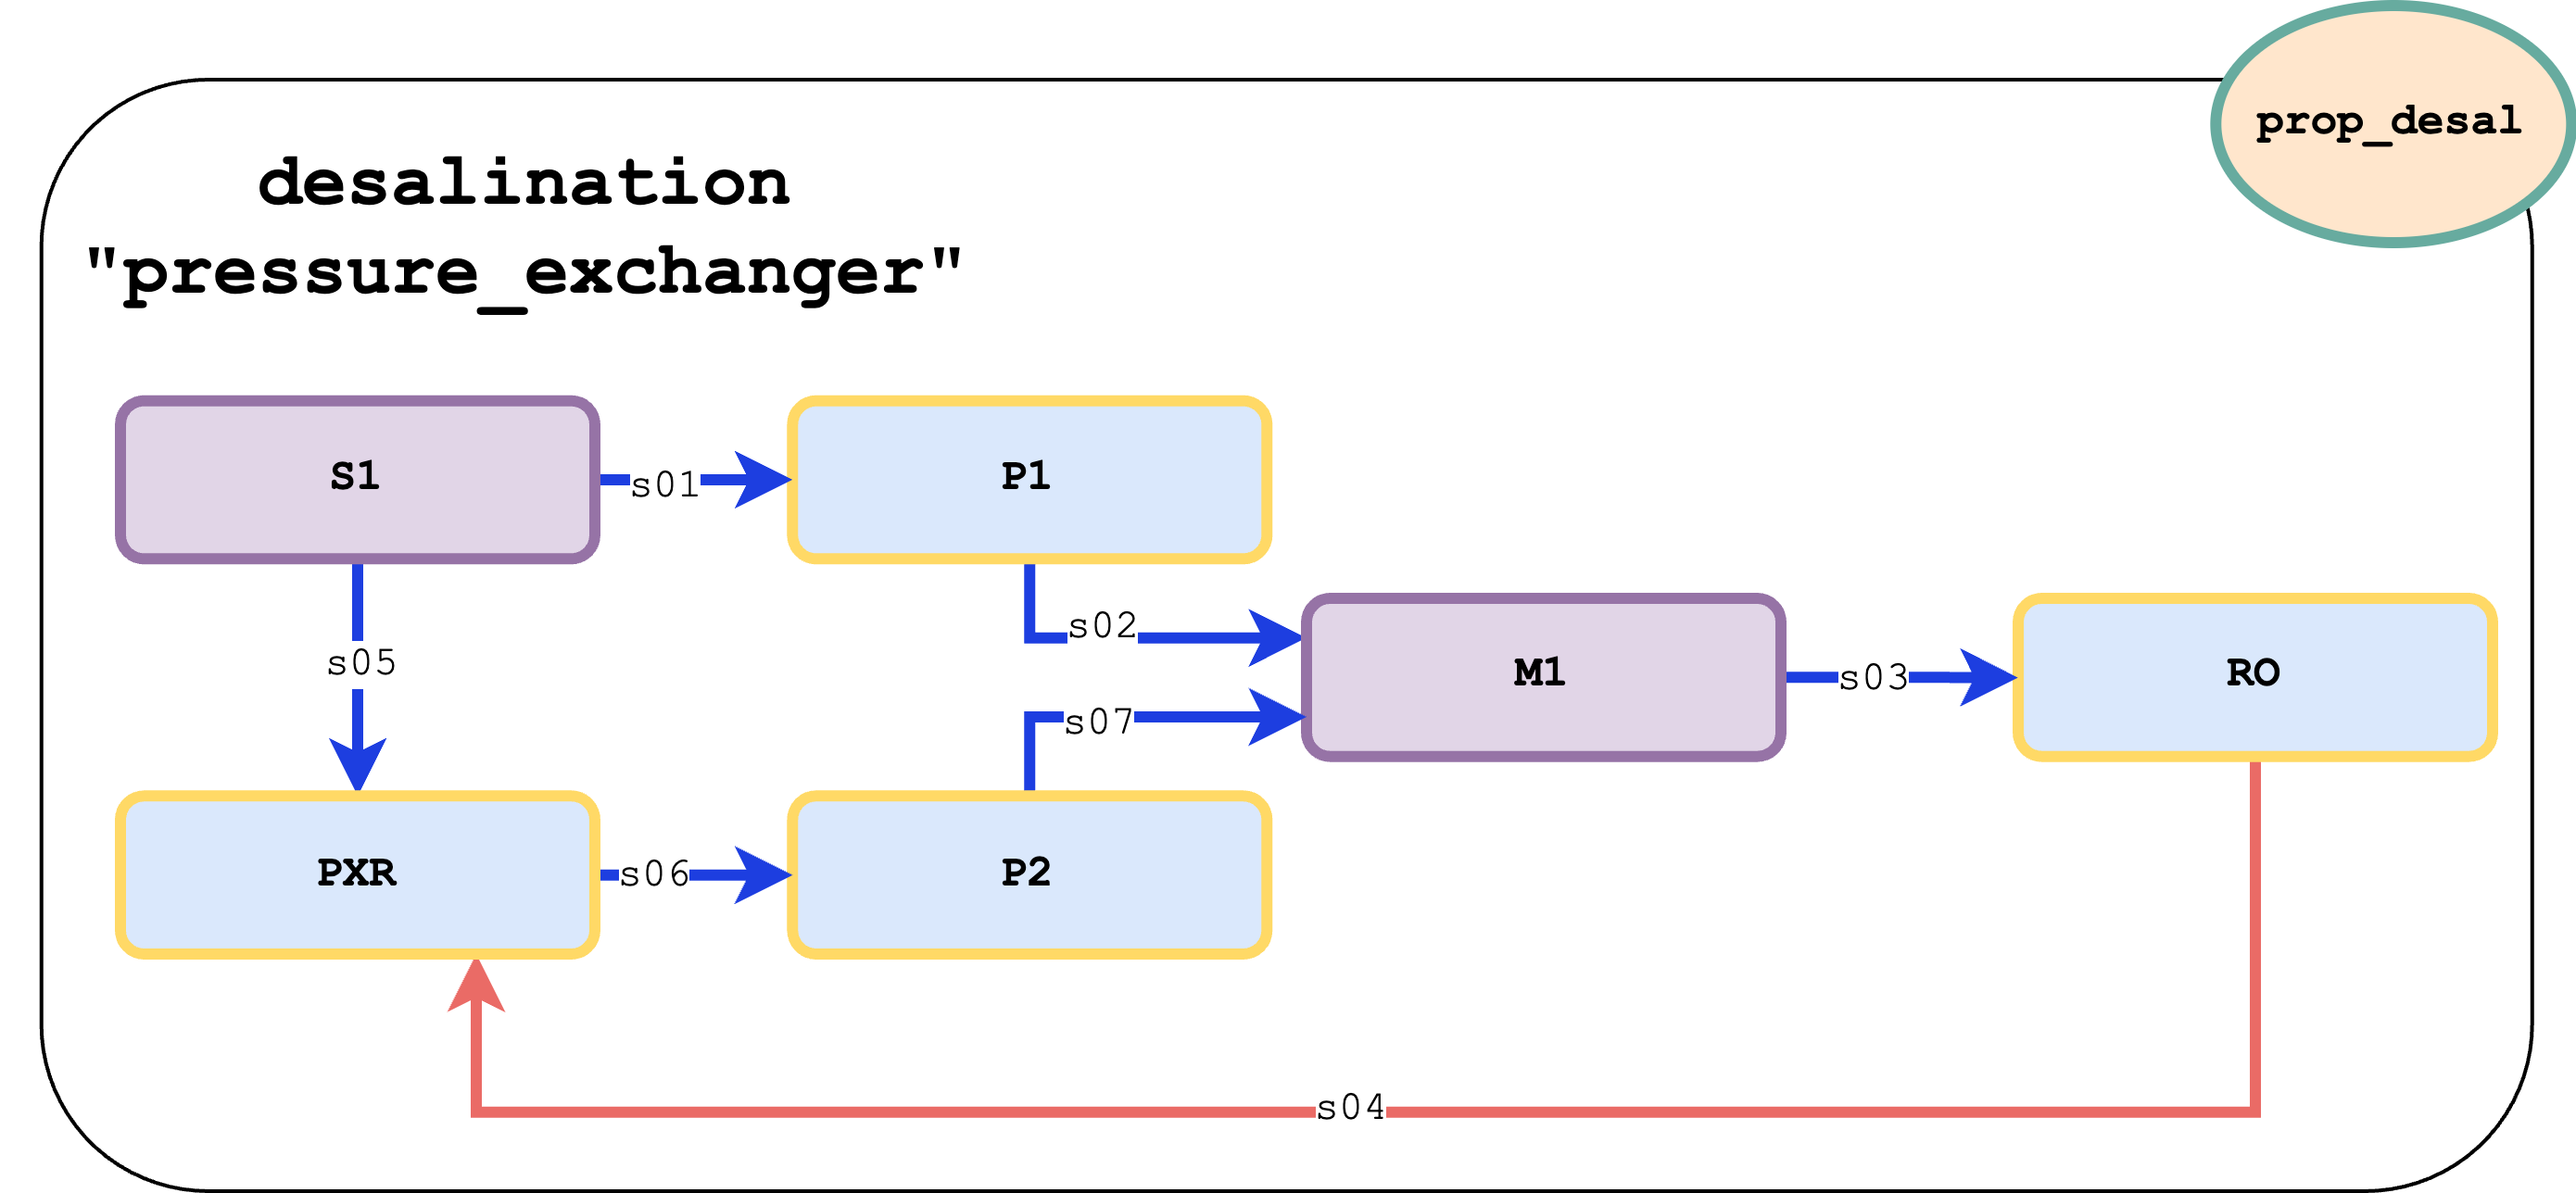 prop_desal
desalination
"pressure_exchanger"
S1
s01
P1
s02
s05
s07
M1
s03
RO
PXR
s06
P2
s04